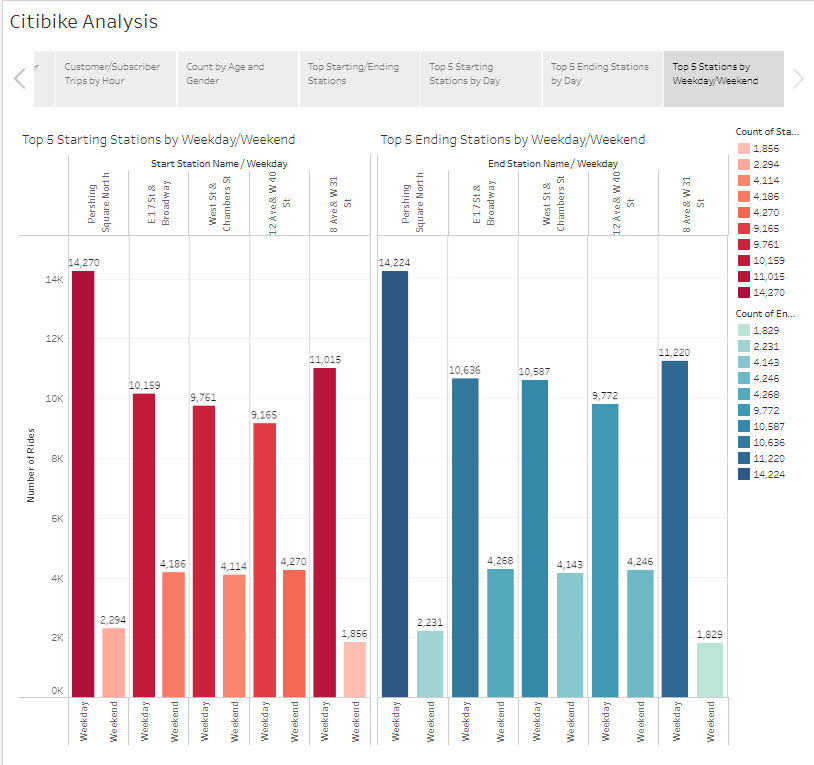 Citibike Analysis
Customer/Subscriber
Trips by Hour
Count by Age and
Gender
Top Starting/Ending
Stations
Top 5 Starting
Stations by Day
Top 5 Ending Stations
by Day
Top 5 Stations by
Weekday/Weekend
Top 5 Starting Stations by Weekday/Weekend
Start Station Name / Weekday
Pershing
Square North
E 17 St &
Broadway
West St &
Chambers St
12 Ave & W 40
St
8 Ave & W 31
St
Number of Rides
14K
12K
10K
8K
6K
4K
2K
0K
14,270
2,294
10,159
4,186
9,761
4,114
9,165
4,270
11,015
1,856
Weekday
Weekend
Weekday
Weekend
Weekday
Weekend
Weekday
Weekend
Weekday
Weekend
Top 5 Ending Stations by Weekday/Weekend
End Station Name / Weekday
Pershing
Square North
E 17 St &
Broadway
West St &
Chambers St
12 Ave & W 40
St
8 Ave & W 31
St
14,224
2,231
10,636
4,268
10,587
4,143
9,772
4,246
11,220
1,829
Weekday
Weekend
Weekday
Weekend
Weekday
Weekend
Weekday
Weekend
Weekday
Weekend
Count of Sta...
1,856
2,294
4,114
4,186
4,270
9,165
9,761
10,159
11,015
14,270
Count of En...
1,829
2,231
4,143
4,246
4,268
9,772
10,587
10,636
11,220
14,224